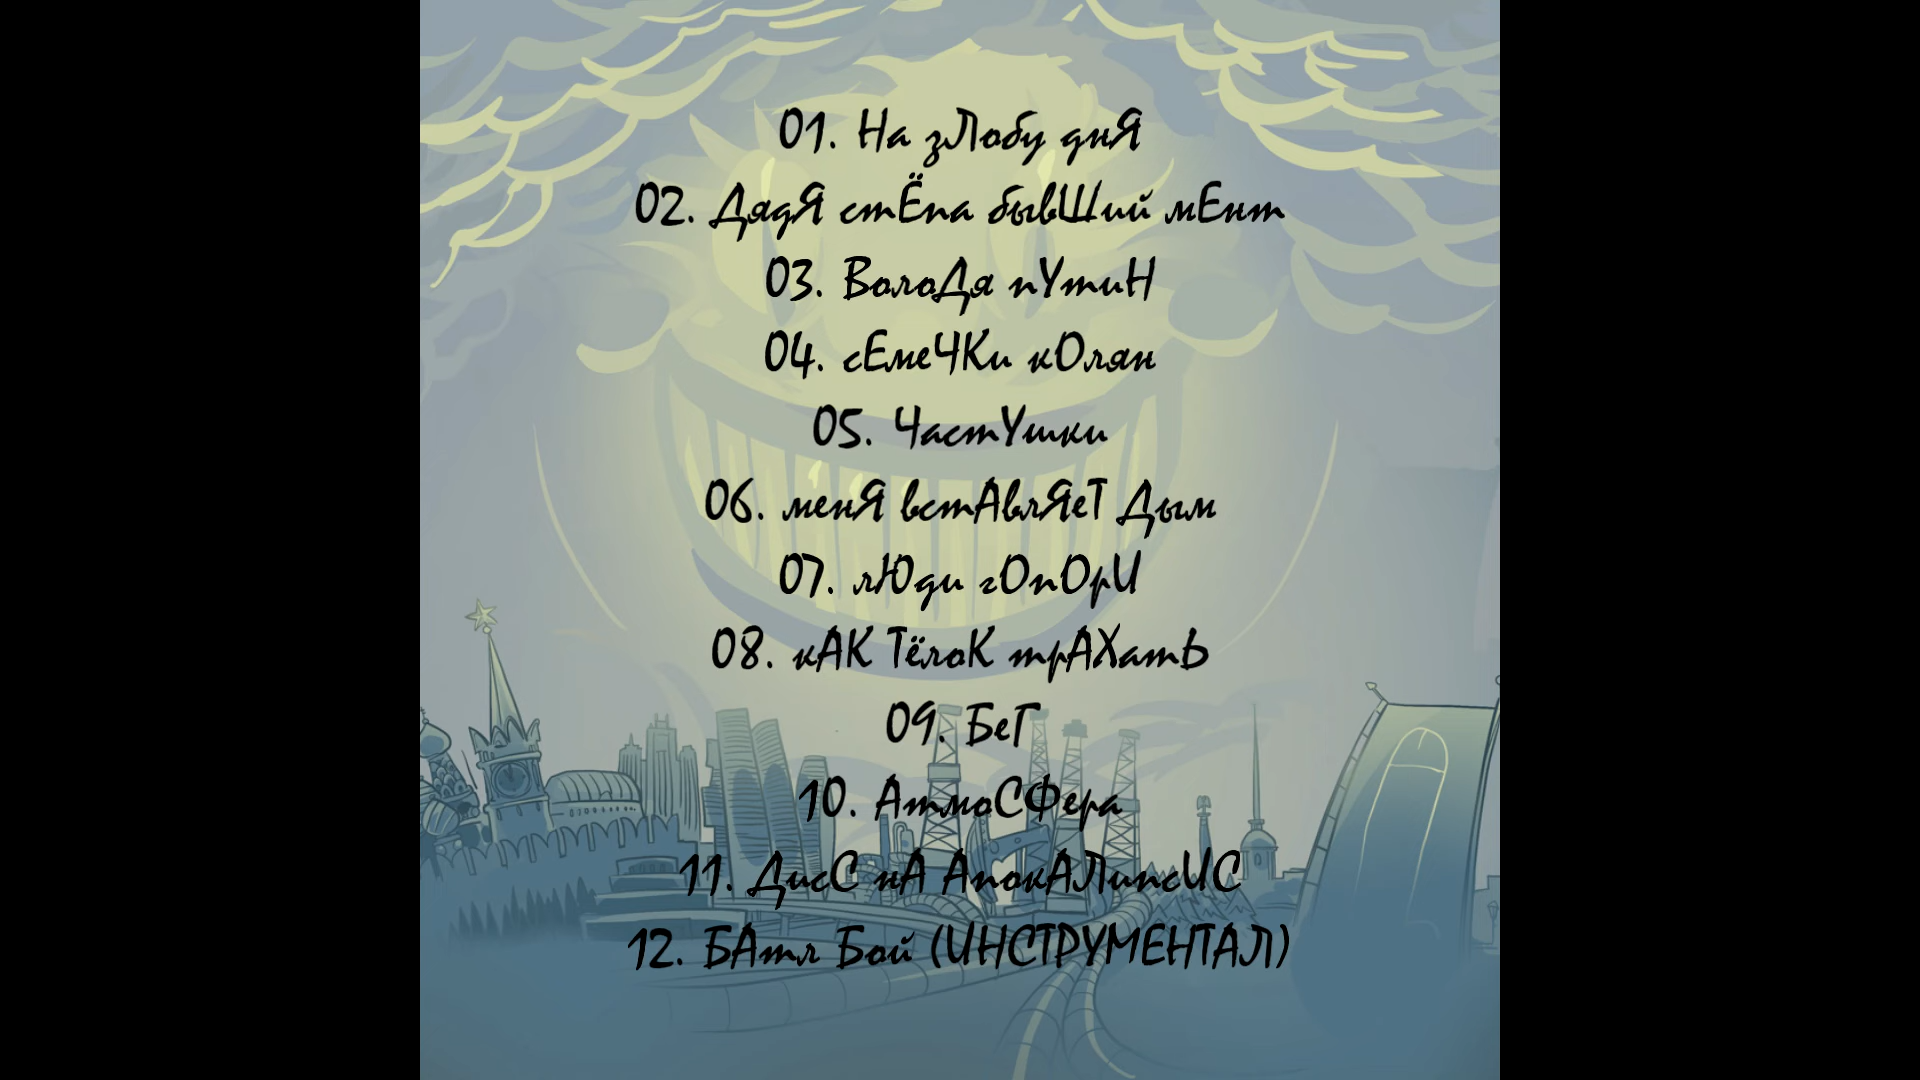 01. На зЛобу днЯ
02. ДядЯ стЁпа бывШий мЕнт
03. ВолоДя пУтиН
04. сЕмеЧКи кОлян
05. ЧастУшки
06. менЯ встАвлЯеТ Дым
07. лЮди гОпОрИ
08. кАК ТёлоК трАХатЬ
09. БеГ
10. АтмоСФера
11. ДисС нА АпокАЛипсИС
12. БАтл Бой (ИНСТРУМЕНТАЛ)